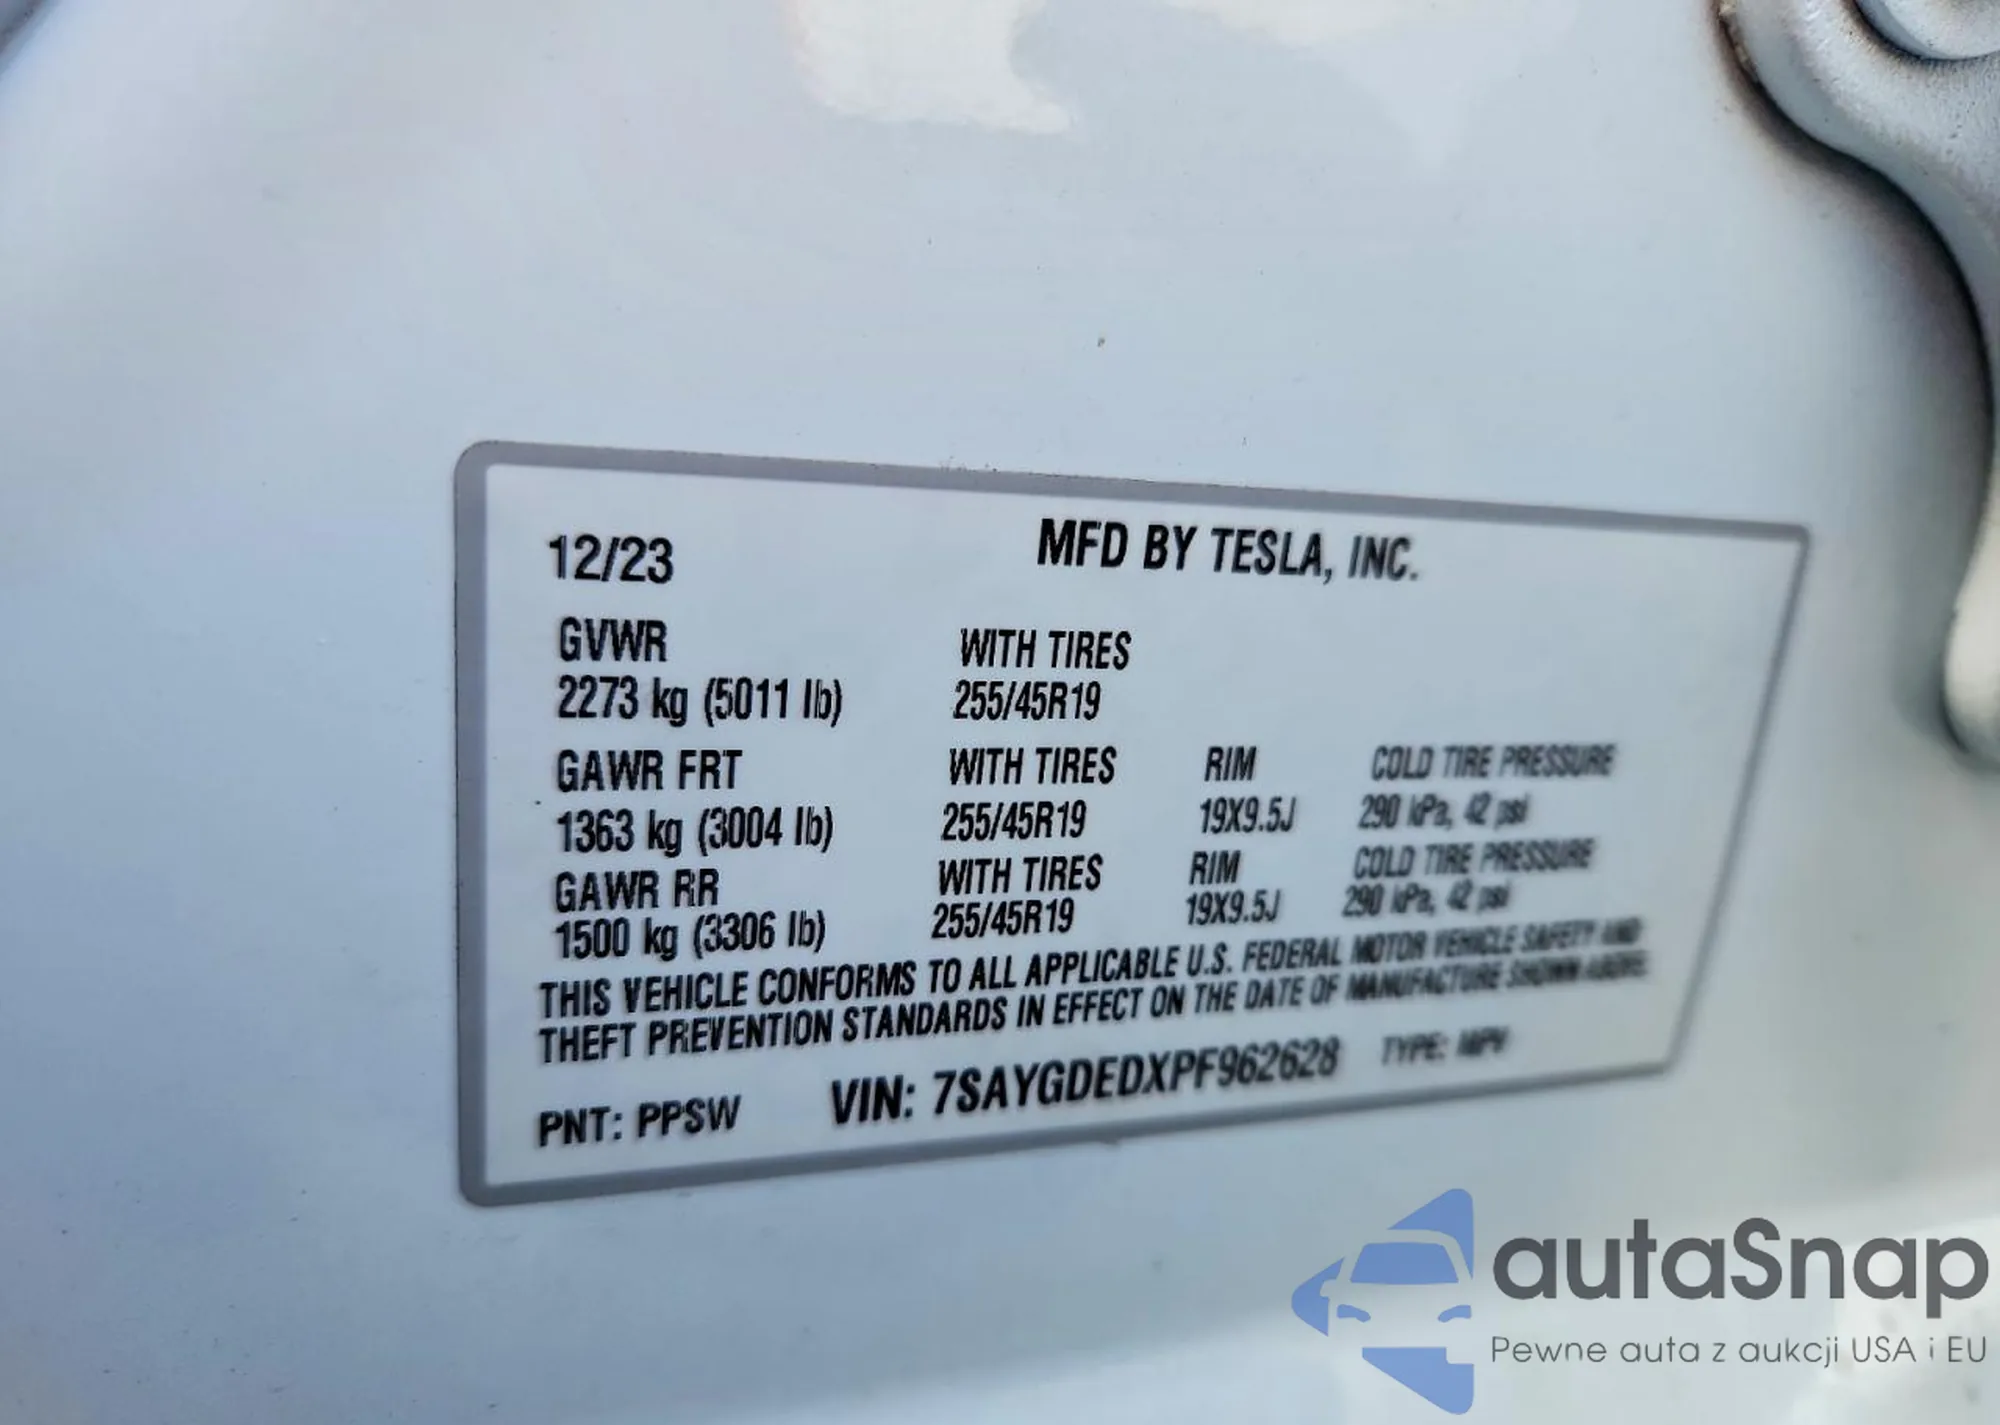 12/23 MFD BY TESLA, INC.
GVWR WITH TIRES
2273 kg (5011 lb) 255/45R19
GAWR FRT WITH TIRES RIM COLD TIRE PRESSURE
1363 kg (3004 lb) 255/45R19 19X9.5J 290 kPa, 42 psi
GAWR RR WITH TIRES RIM COLD TIRE PRESSURE
1500 kg (3306 lb) 255/45R19 19X9.5J 290 kPa, 42 psi
THIS VEHICLE CONFORMS TO ALL APPLICABLE U.S. FEDERAL MOTOR VEHICLE SAFETY AND
THEFT PREVENTION STANDARDS IN EFFECT ON THE DATE OF MANUFACTURE SHOWN ABOVE.
PNT: PPSW VIN: 7SAYGDEDXPF962628 TYPE: MPV
autaSnap
Pewne auta z aukcji USA i EU